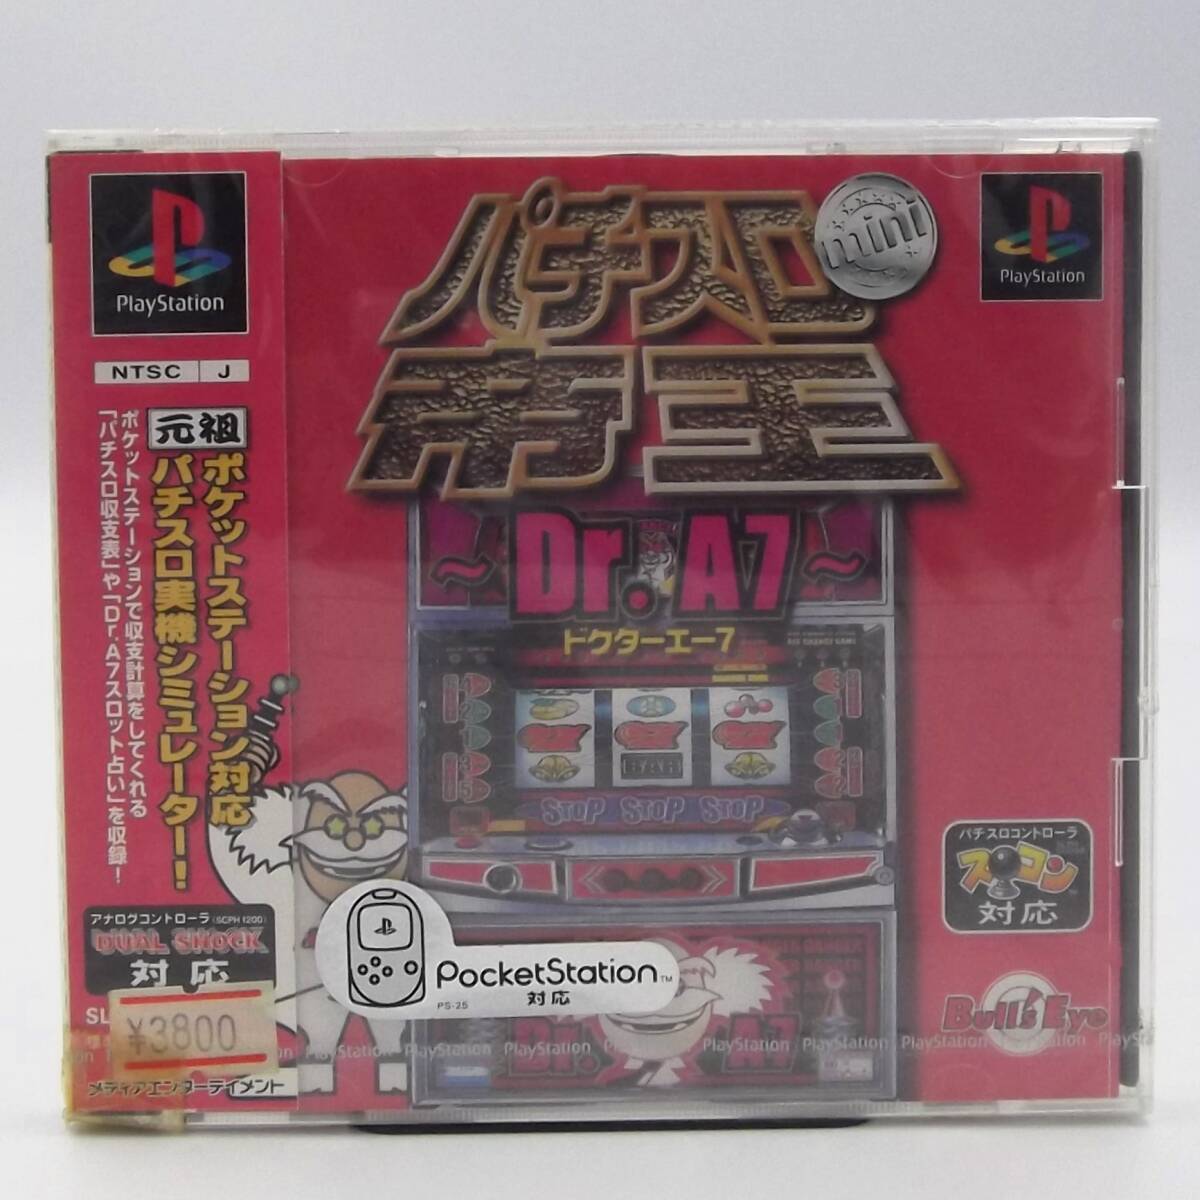 PlayStation
NTSC J
元祖
ポケットステーション対応
パチスロ実機シミュレーター!
ポケットステーションで収支計算をしてくれる
「パチスロ収支表」や「Dr.A7スロット占い」を収録!
アナログコントローラ(SCPH 1200)
DUAL SHOCK
対応
SL
¥3800
メディアエンターテイメント
パチスロ
mini
帝王
PlayStation
~Dr.A7~
ドクターエー7
BAR
STOP STOP STOP
PocketStation™
対応
PS-25
Dr. A7
パチスロコントローラ
スロコン
対応
Bull's Eye
PlayStation PlayStation PlayStation PlayStation PlayStation PlayStation PlayStation